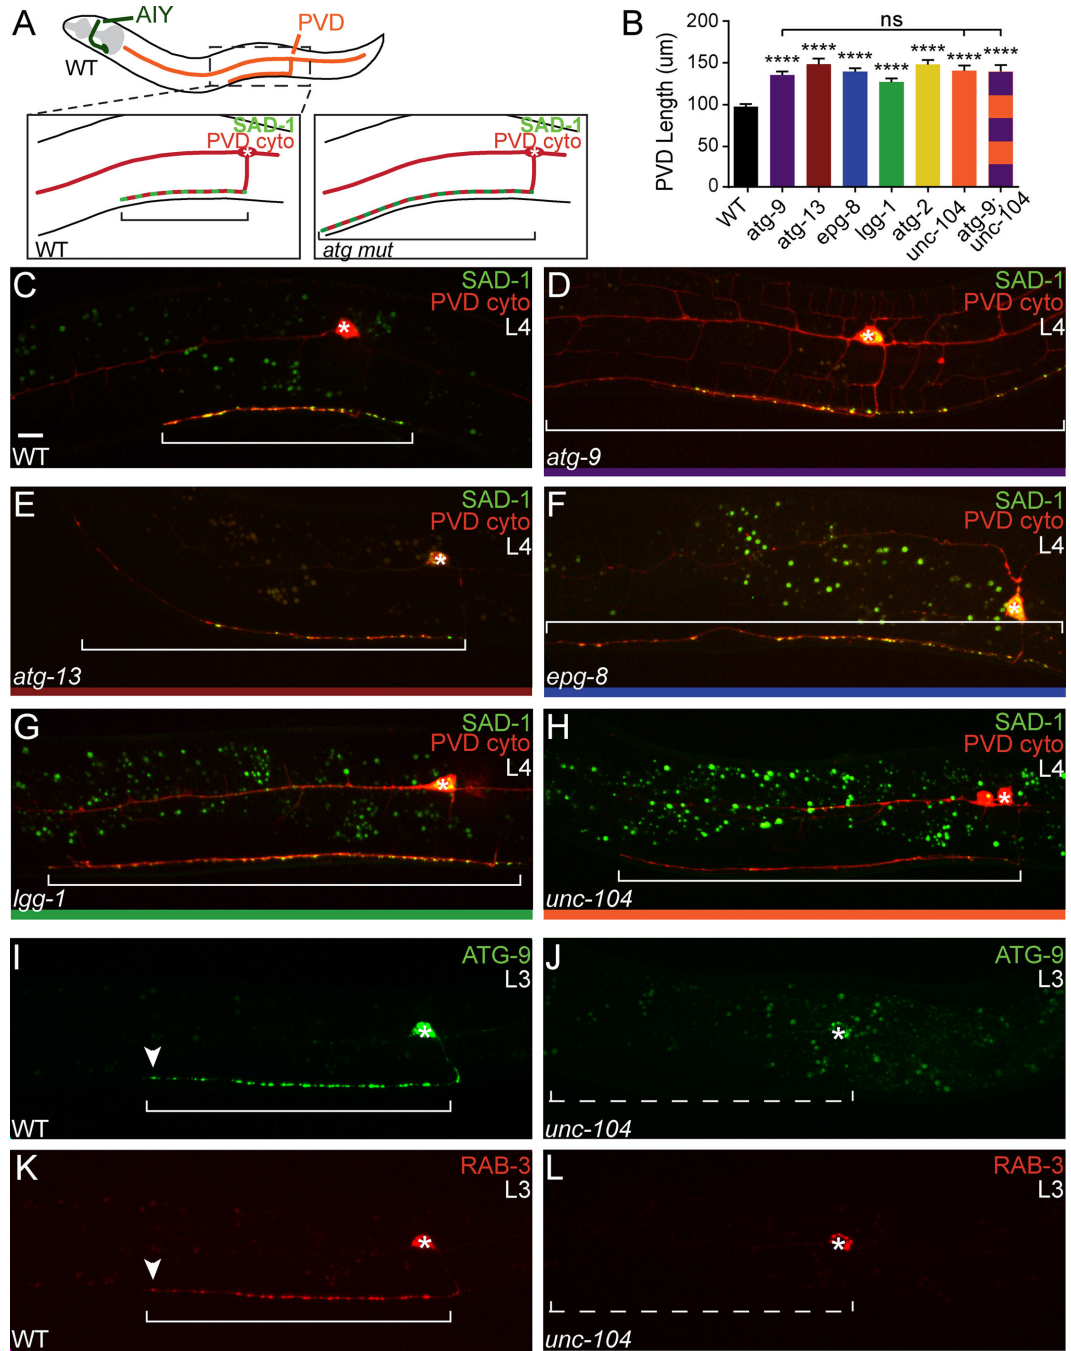 A
AIY
PVD
WT
SAD-1
PVD cyto
*
WT
SAD-1
PVD cyto
*
atg mut
B
ns
PVD Length (um)
200
150
100
50
0
**** **** **** **** **** **** ****
WT
atg-9
atg-13
epg-8
lgg-1
atg-2
unc-104
atg-9;
unc-104
C
SAD-1
PVD cyto
L4
*
WT
D
SAD-1
PVD cyto
L4
*
atg-9
E
SAD-1
PVD cyto
L4
*
atg-13
F
SAD-1
PVD cyto
L4
*
epg-8
G
SAD-1
PVD cyto
L4
*
lgg-1
H
SAD-1
PVD cyto
L4
*
unc-104
I
ATG-9
L3
*
WT
J
ATG-9
L3
*
unc-104
K
RAB-3
L3
*
WT
L
RAB-3
L3
*
unc-104